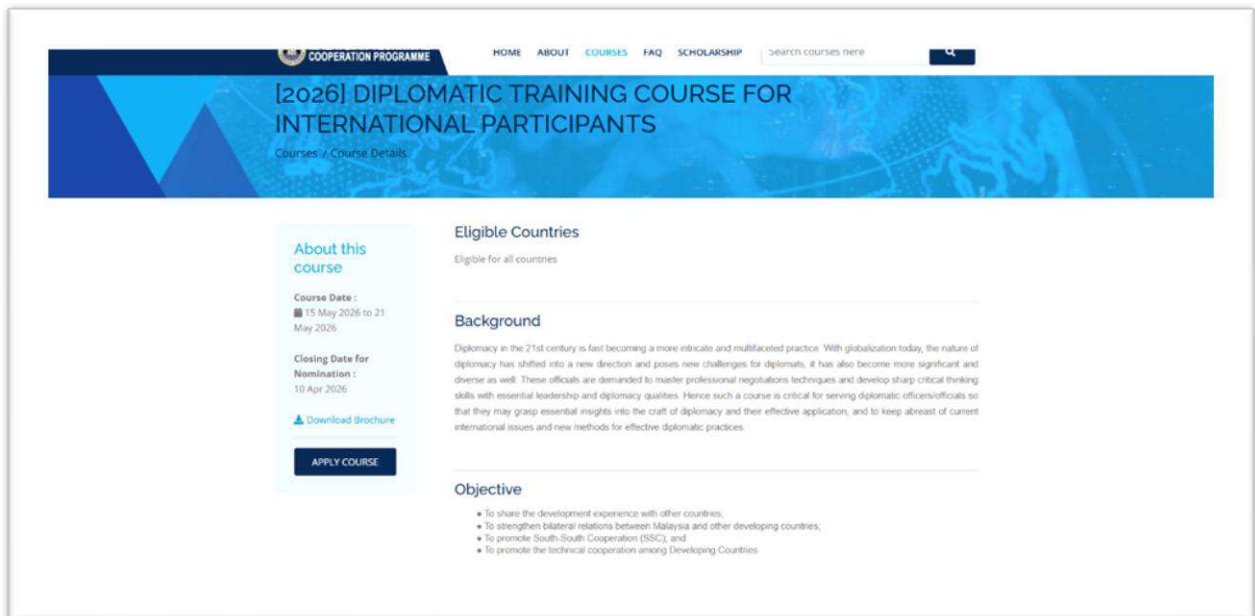 COOPERATION PROGRAMME
HOME ABOUT COURSES FAQ SCHOLARSHIP Search courses here
[2026] DIPLOMATIC TRAINING COURSE FOR
INTERNATIONAL PARTICIPANTS
Courses / Course Details
About this
course
Course Date :
15 May 2026 to 21
May 2026
Closing Date for
Nomination :
10 Apr 2026
Download Brochure
APPLY COURSE
Eligible Countries
Eligible for all countries
Background
Diplomacy in the 21st century is fast becoming a more intricate and multifaceted practice. With globalization today, the nature of
diplomacy has shifted into a new direction and poses new challenges for diplomats, it has also become more significant and
diverse as well. These officials are demanded to master professional negotiations techniques and develop sharp critical thinking
skills with essential leadership and diplomacy qualities. Hence such a course is critical for serving diplomatic officers/officials so
that they may grasp essential insights into the craft of diplomacy and their effective application, and to keep abreast of current
international issues and new methods for effective diplomatic practices.
Objective
● To share the development experience with other countries;
● To strengthen bilateral relations between Malaysia and other developing countries;
● To promote South-South Cooperation (SSC); and
● To promote the technical cooperation among Developing Countries